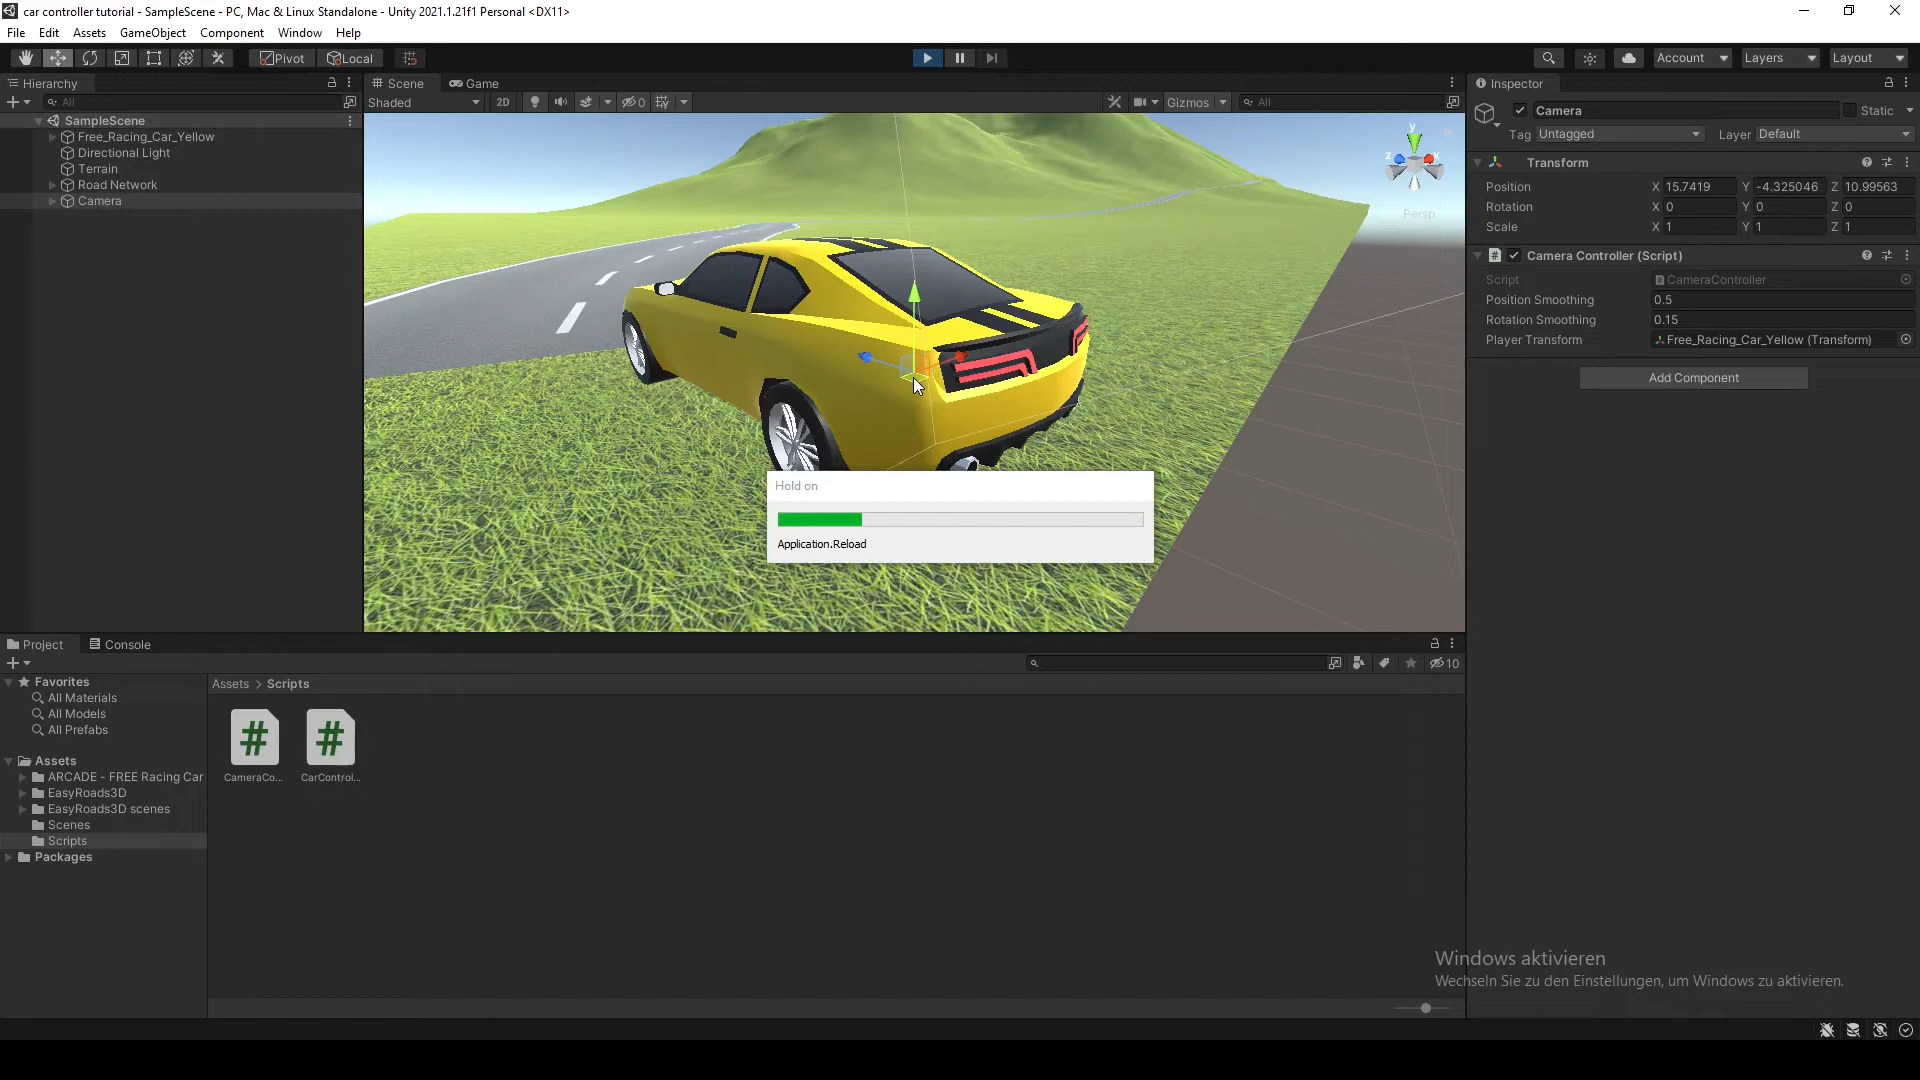 car controller tutorial - SampleScene - PC, Mac & Linux Standalone - Unity 2021.1.21f1 Personal <DX11>
File Edit Assets GameObject Component Window Help
Pivot Local Account Layers Layout
Hierarchy
All
SampleScene
Free_Racing_Car_Yellow
Directional Light
Terrain
Road Network
Camera
Scene Game
Shaded 2D 0 Gizmos All
y
x
z
Persp
Hold on
Application.Reload
Inspector
Camera Static
Tag Untagged Layer Default
Transform
Position X 15.7419 Y -4.325046 Z 10.99563
Rotation X 0 Y 0 Z 0
Scale X 1 Y 1 Z 1
# Camera Controller (Script)
Script CameraController
Position Smoothing 0.5
Rotation Smoothing 0.15
Player Transform Free_Racing_Car_Yellow (Transform)
Add Component
Project Console
10
Favorites
All Materials
All Models
All Prefabs
Assets
ARCADE - FREE Racing Car
EasyRoads3D
EasyRoads3D scenes
Scenes
Scripts
Packages
Assets > Scripts
# #
CameraCo... CarControl...
Windows aktivieren
Wechseln Sie zu den Einstellungen, um Windows zu aktivieren.